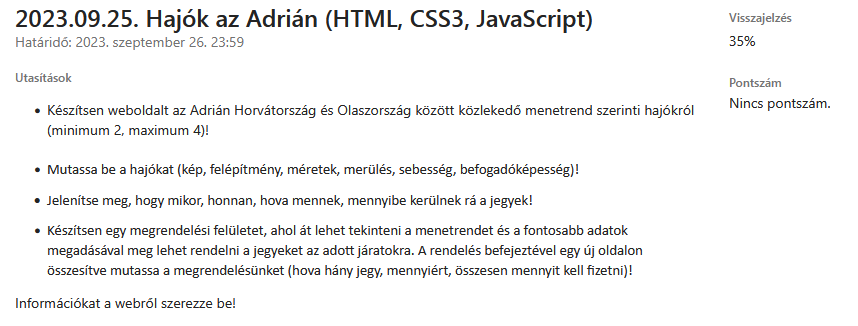 2023.09.25. Hajók az Adrián (HTML, CSS3, JavaScript)
Határidő: 2023. szeptember 26. 23:59
Utasítások
• Készítsen weboldalt az Adrián Horvátország és Olaszország között közlekedő menetrend szerinti hajókról
(minimum 2, maximum 4)!
• Mutassa be a hajókat (kép, felépítmény, méretek, merülés, sebesség, befogadóképesség)!
• Jelenítse meg, hogy mikor, honnan, hova mennek, mennyibe kerülnek rá a jegyek!
• Készítsen egy megrendelési felületet, ahol át lehet tekinteni a menetrendet és a fontosabb adatok
megadásával meg lehet rendelni a jegyeket az adott járatokra. A rendelés befejeztével egy új oldalon
összesítve mutassa a megrendelésünket (hova hány jegy, mennyiért, összesen mennyit kell fizetni)!
Információkat a webről szerezze be!
Visszajelzés
35%
Pontszám
Nincs pontszám.